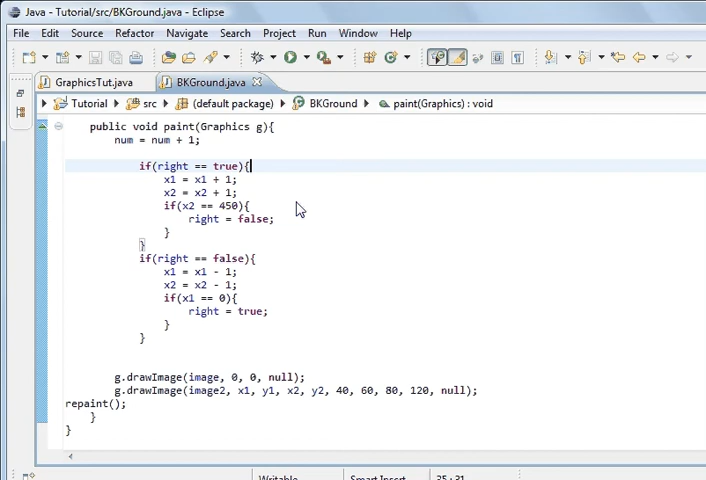 Java - Tutorial/src/BKGround.java - Eclipse
File Edit Source Refactor Navigate Search Project Run Window Help
GraphicsTut.java BKGround.java
Tutorial src (default package) BKGround paint(Graphics) : void
public void paint(Graphics g){
num = num + 1;
if(right == true){
x1 = x1 + 1;
x2 = x2 + 1;
if(x2 == 450){
right = false;
}
}
if(right == false){
x1 = x1 - 1;
x2 = x2 - 1;
if(x1 == 0){
right = true;
}
}
g.drawImage(image, 0, 0, null);
g.drawImage(image2, x1, y1, x2, y2, 40, 60, 80, 120, null);
repaint();
}
}
Writable Smart Insert 35 : 31